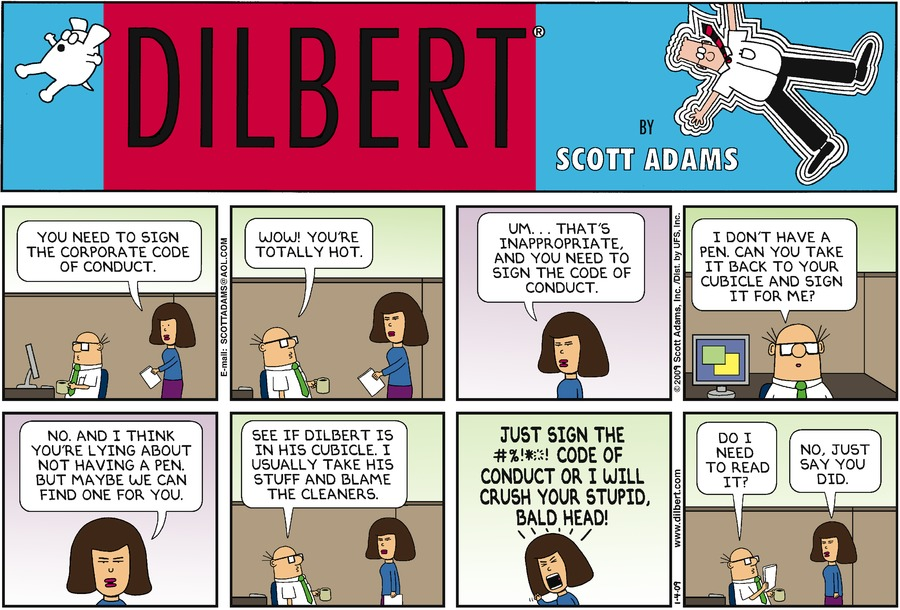 DILBERT®
BY
SCOTT ADAMS
YOU NEED TO SIGN
THE CORPORATE CODE
OF CONDUCT.
E-mail: SCOTTADAMS@AOL.COM
WOW! YOU'RE
TOTALLY HOT.
UM. . . THAT'S
INAPPROPRIATE,
AND YOU NEED TO
SIGN THE CODE OF
CONDUCT.
©2009 Scott Adams, Inc./Dist. by UFS, Inc.
I DON'T HAVE A
PEN. CAN YOU TAKE
IT BACK TO YOUR
CUBICLE AND SIGN
IT FOR ME?
NO. AND I THINK
YOU'RE LYING ABOUT
NOT HAVING A PEN.
BUT MAYBE WE CAN
FIND ONE FOR YOU.
SEE IF DILBERT IS
IN HIS CUBICLE. I
USUALLY TAKE HIS
STUFF AND BLAME
THE CLEANERS.
JUST SIGN THE
#%!*※! CODE OF
CONDUCT OR I WILL
CRUSH YOUR STUPID,
BALD HEAD!
1-4-09 www.dilbert.com
DO I
NEED
TO READ
IT?
NO, JUST
SAY YOU
DID.